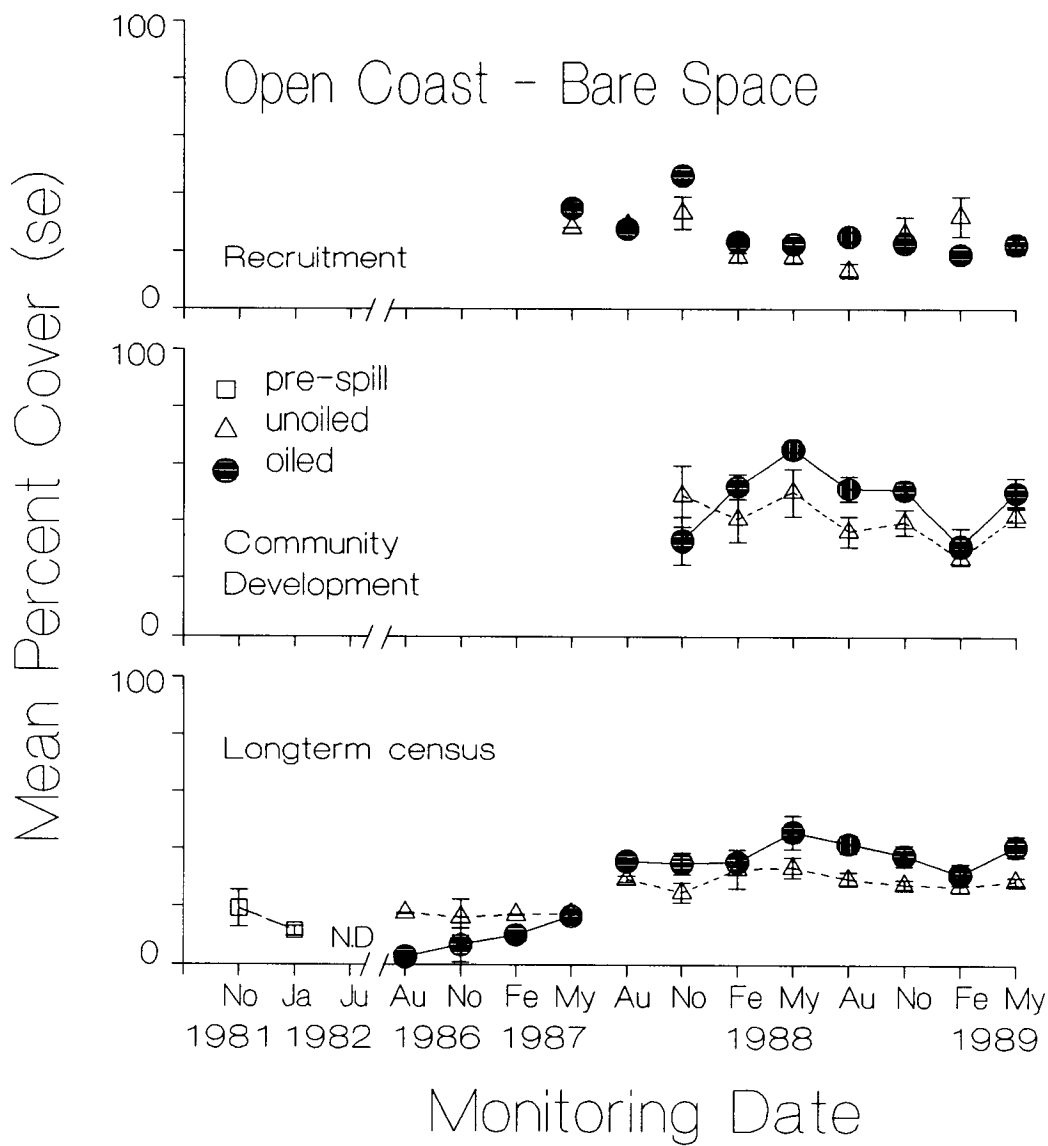 Mean Percent Cover (se)
100
Open Coast - Bare Space
Recruitment
0
100
pre-spill
unoiled
oiled
Community
Development
0
100
Longterm census
N.D
0
No Ja Ju Au No Fe My Au No Fe My Au No Fe My
1981 1982 1986 1987 1988 1989
Monitoring Date